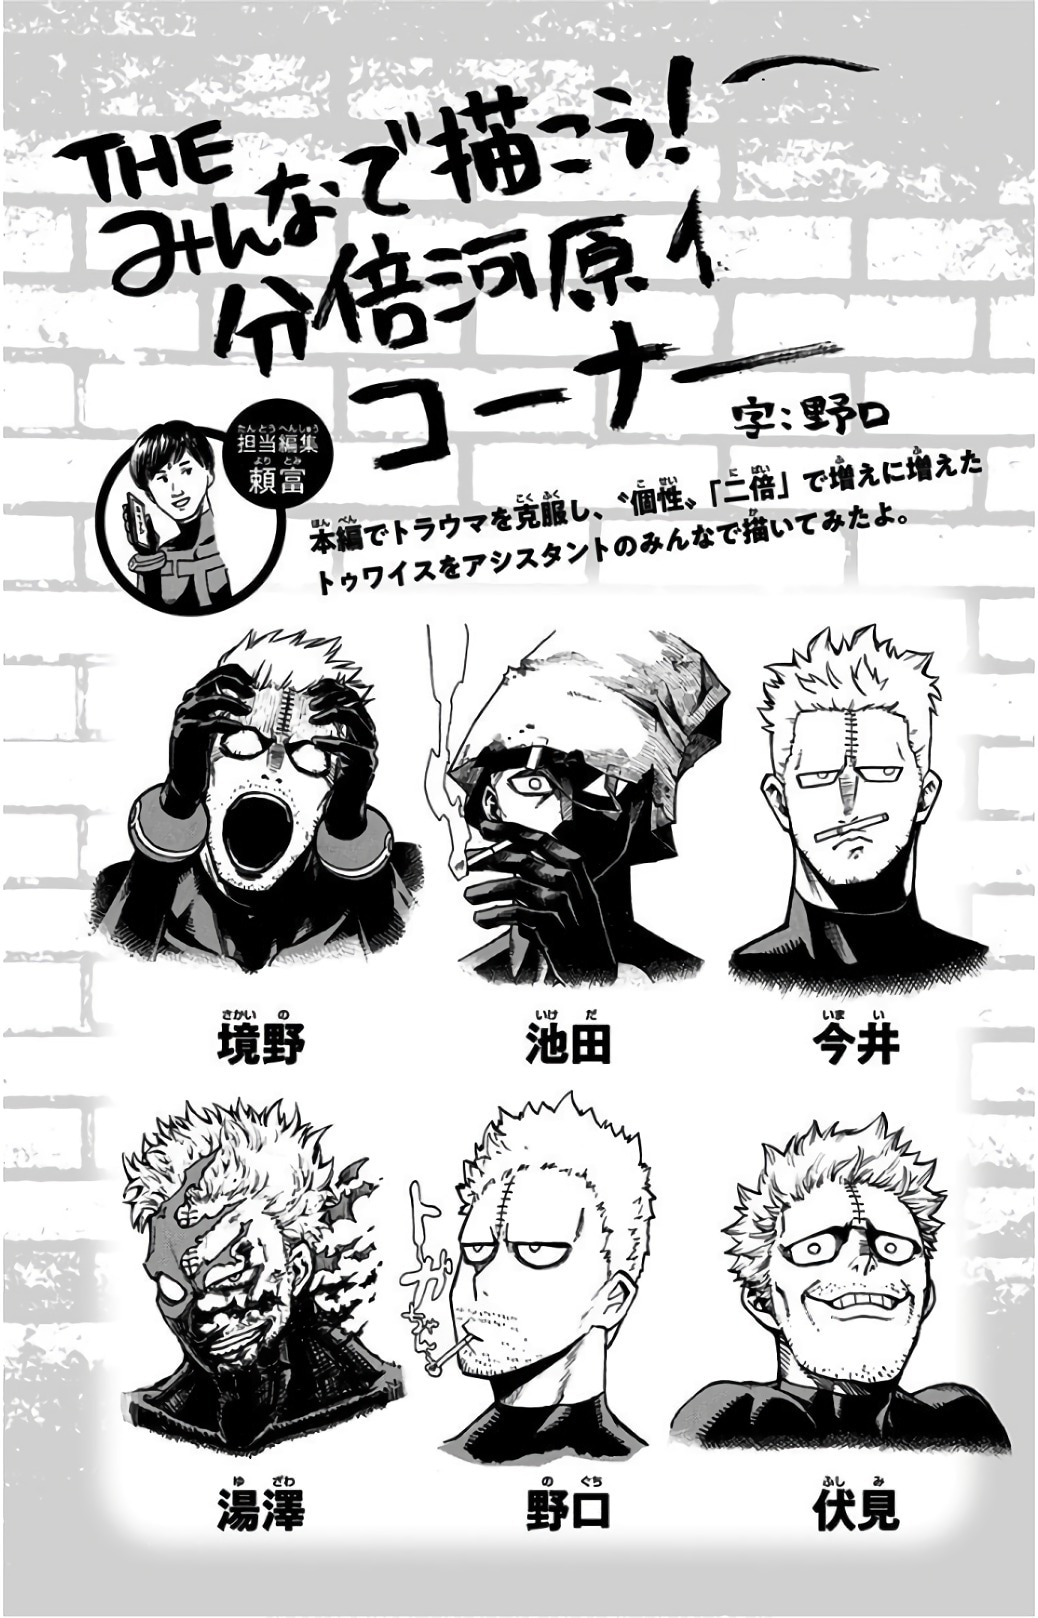 THE
みんなで描こう!
分倍河原
コーナー
字:野口
担当編集
頼富
本編でトラウマを克服し、〝個性〟「二倍」で増えに増えた
トゥワイスをアシスタントのみんなで描いてみたよ。
境野
池田
今井
トガちゃん
湯澤
野口
伏見